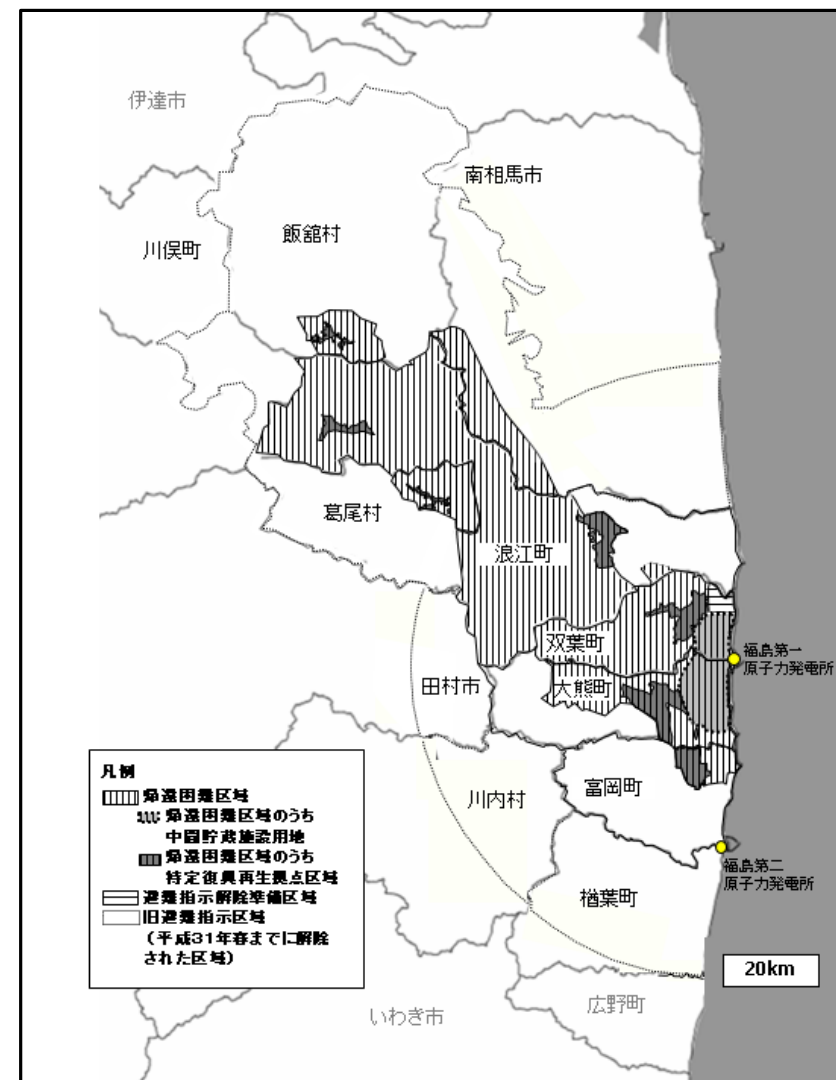 伊達市
南相馬市
飯舘村
川俣町
葛尾村
浪江町
双葉町
福島第一
原子力発電所
大熊町
田村市
富岡町
川内村
福島第二
原子力発電所
楢葉町
20km
広野町
いわき市
凡例
帰還困難区域
帰還困難区域のうち
中間貯蔵施設用地
帰還困難区域のうち
特定復興再生拠点区域
避難指示解除準備区域
旧避難指示区域
（平成31年春までに解除
された区域）